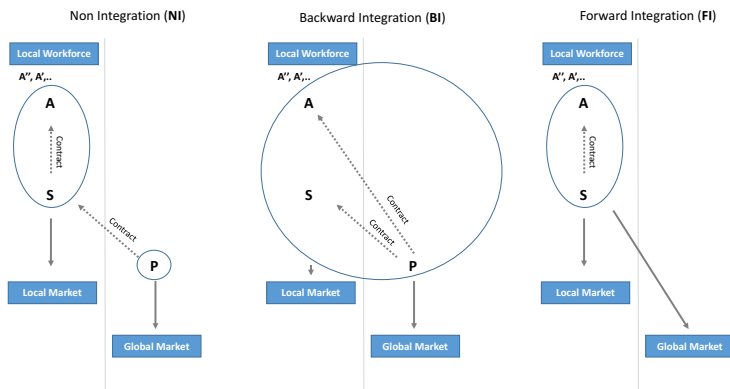 Non Integration (NI)
Local Workforce
A'', A',..
A
Contract
S
Contract
P
Local Market
Global Market
Backward Integration (BI)
Local Workforce
A'', A',..
A
S
Contract
Contract
P
Local Market
Global Market
Forward Integration (FI)
Local Workforce
A'', A',..
A
Contract
S
Local Market
Global Market